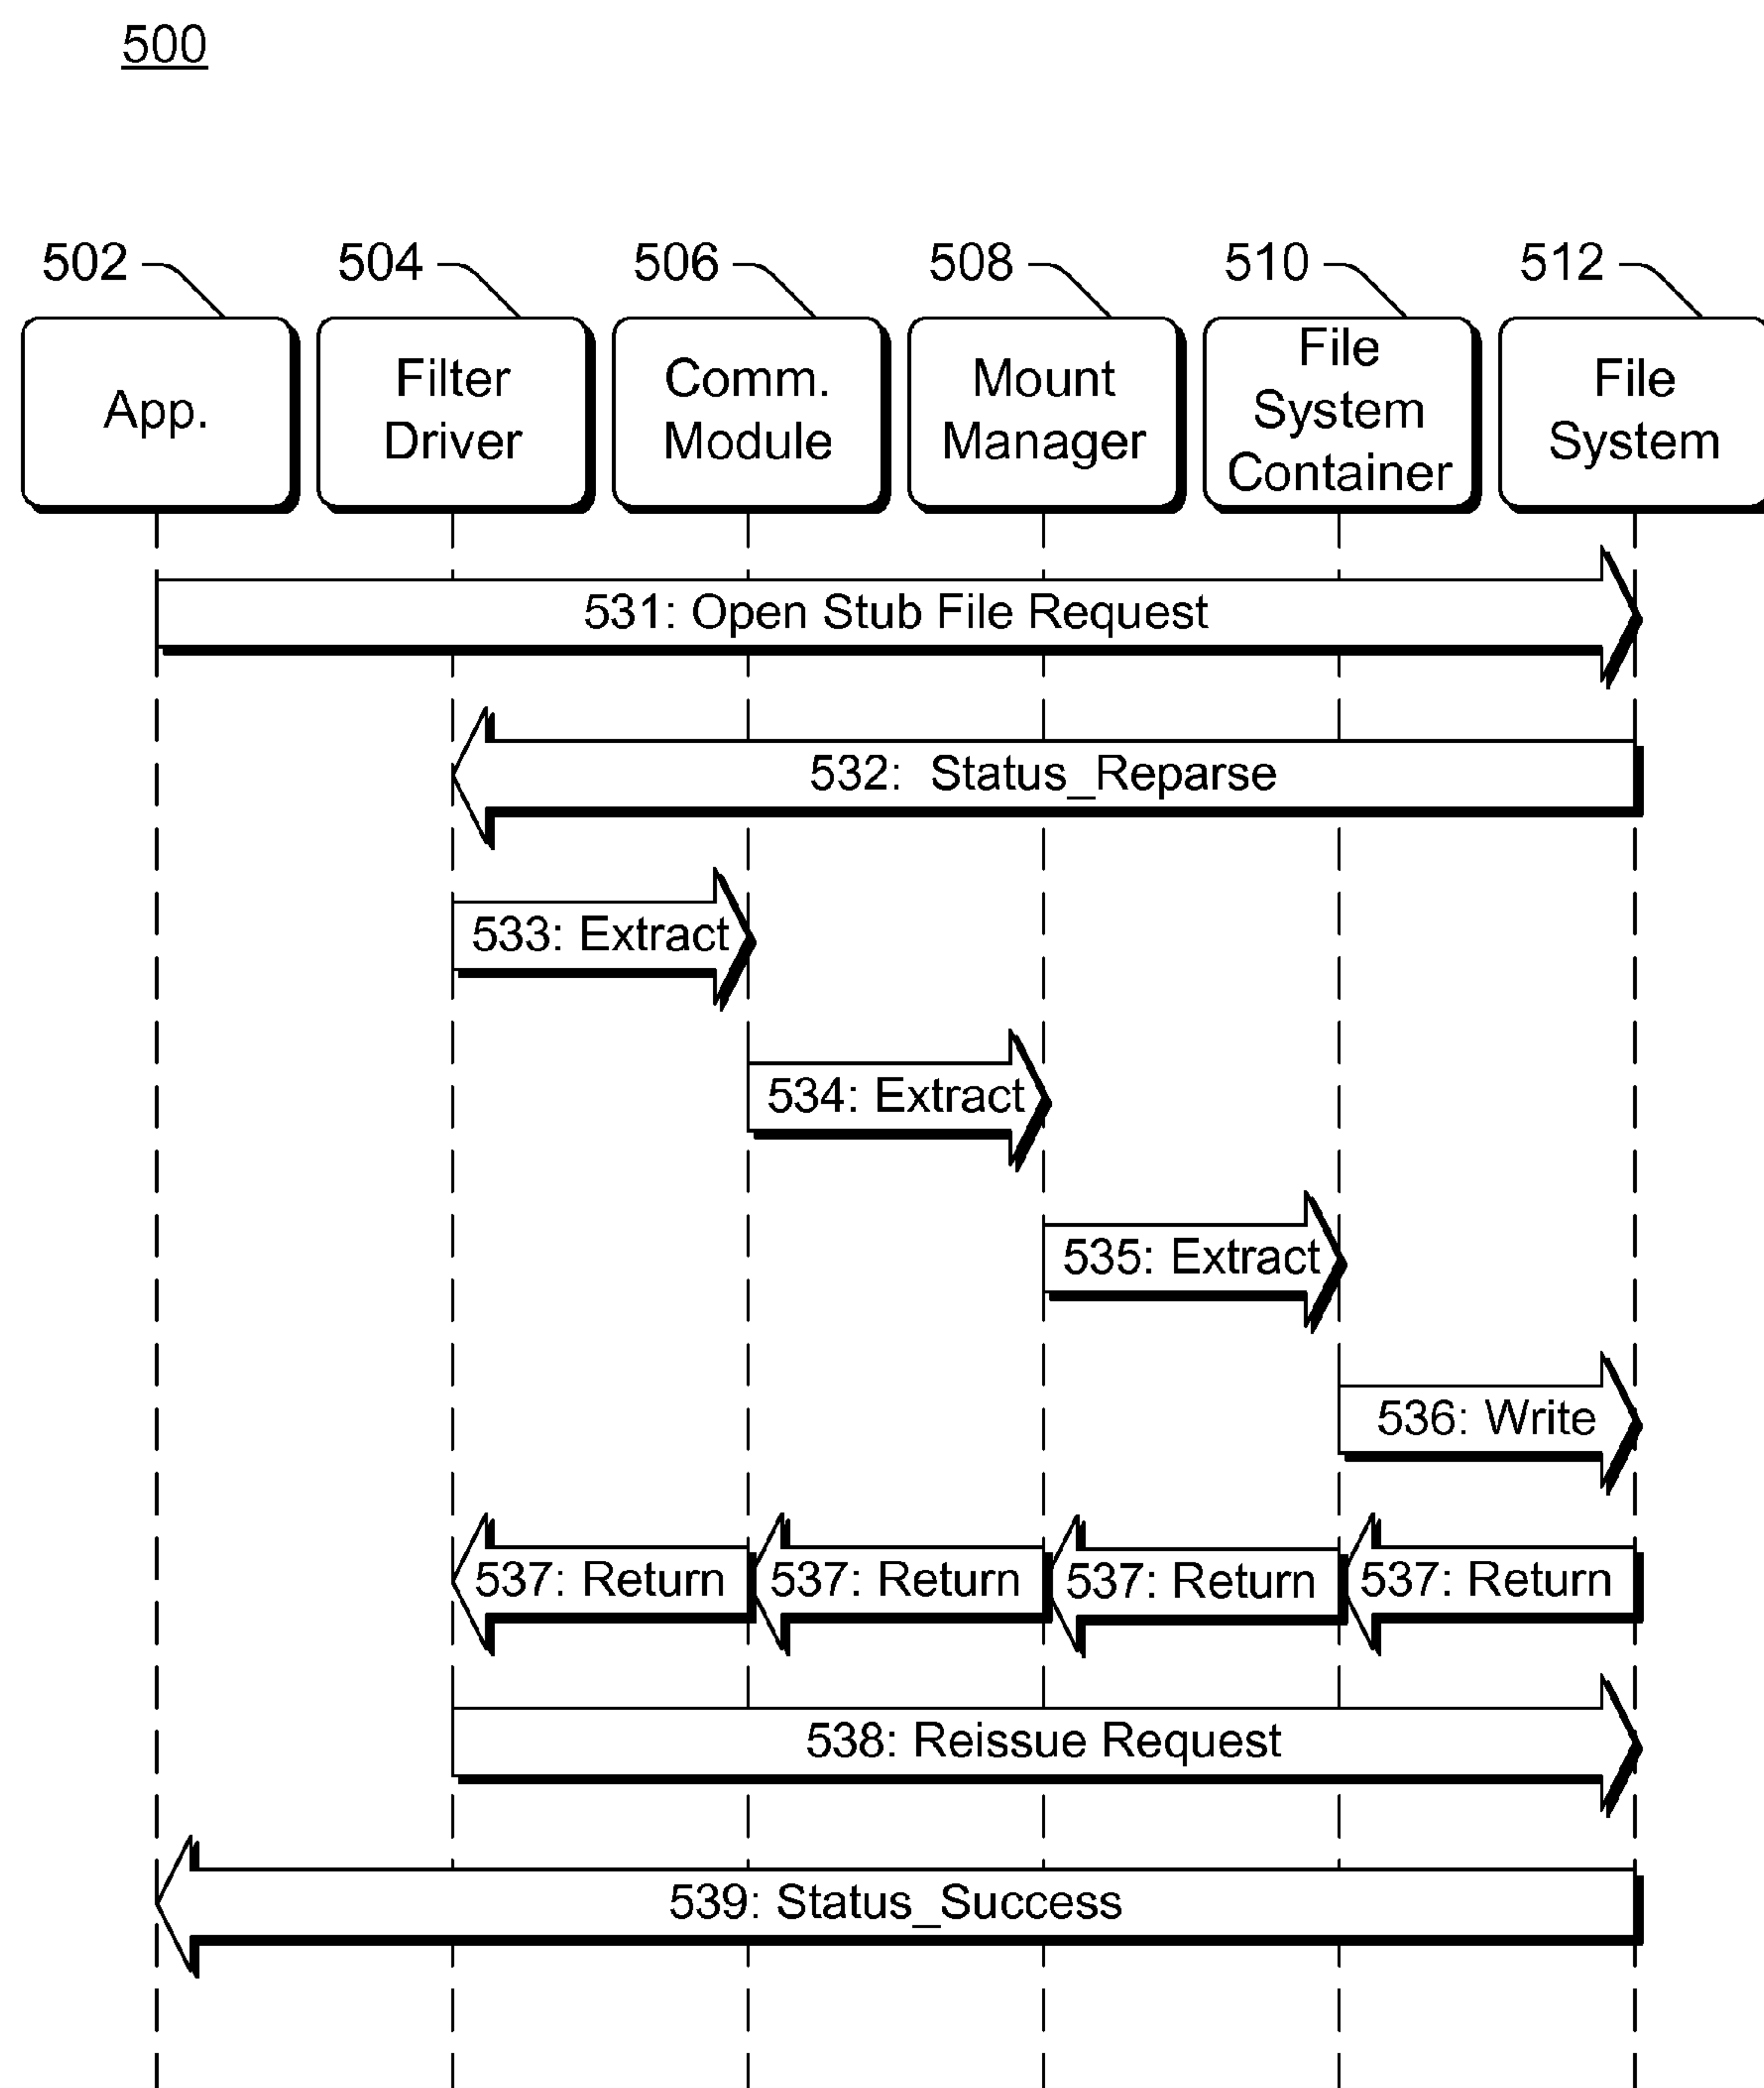 500
502
504
506
508
510
512
App.
Filter
Driver
Comm.
Module
Mount
Manager
File
System
Container
File
System
531: Open Stub File Request
532: Status_Reparse
533: Extract
534: Extract
535: Extract
536: Write
537: Return
537: Return
537: Return
537: Return
538: Reissue Request
539: Status_Success